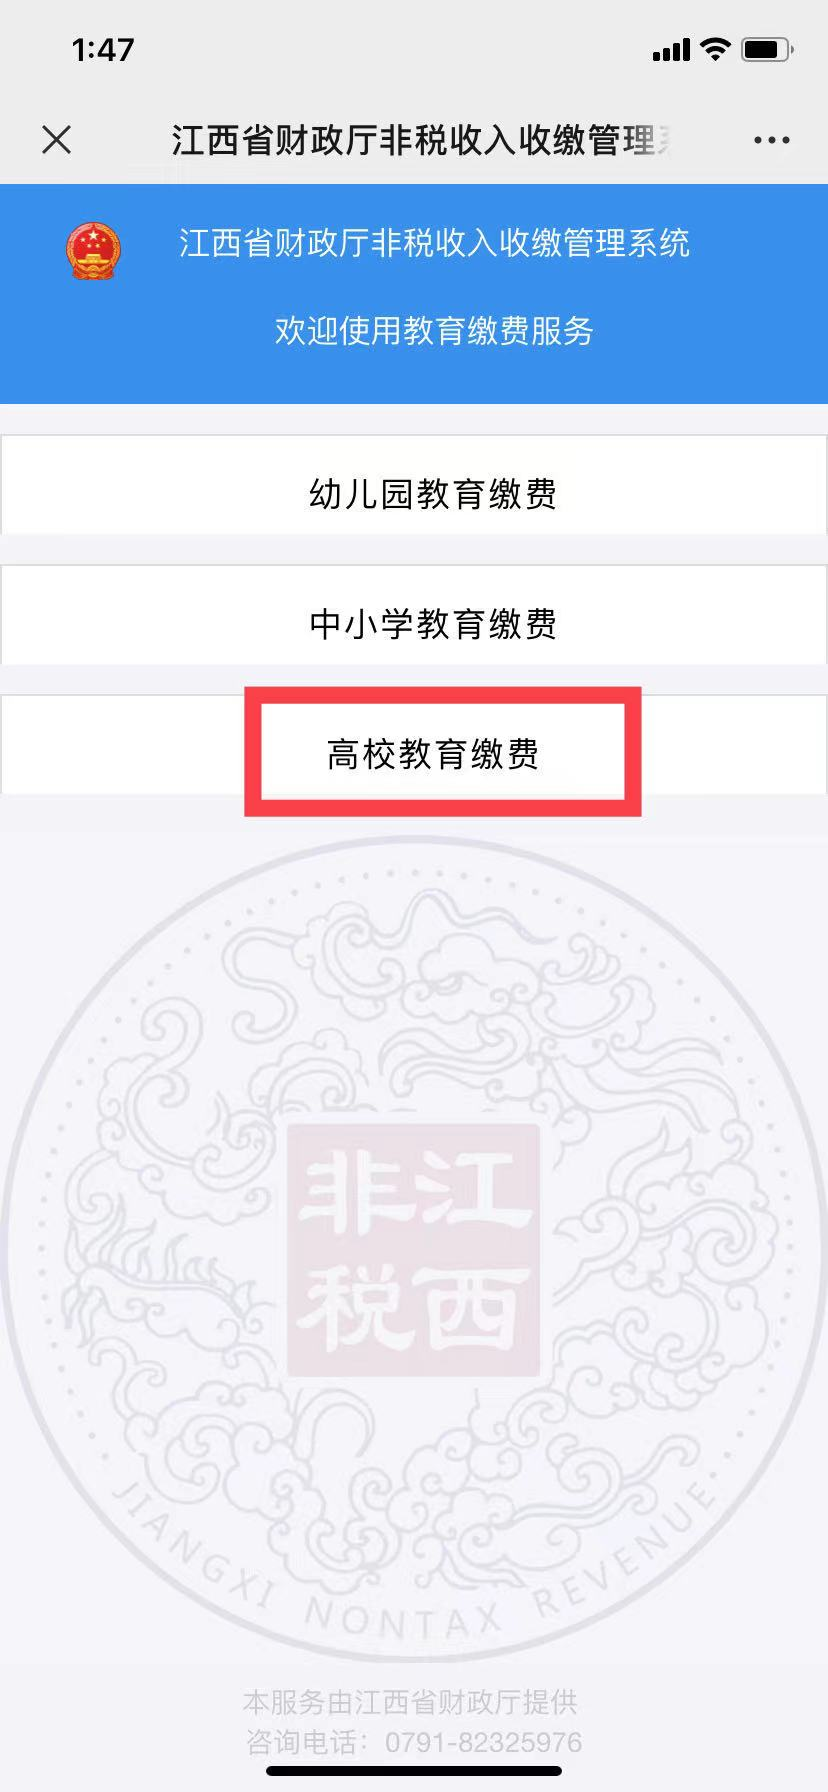 1:47
江西省财政厅非税收入收缴管理
江西省财政厅非税收入收缴管理系统
欢迎使用教育缴费服务
幼儿园教育缴费
中小学教育缴费
高校教育缴费
非江
税西
JIANGXI NONTAX REVENUE
本服务由江西省财政厅提供
咨询电话：0791-82325976